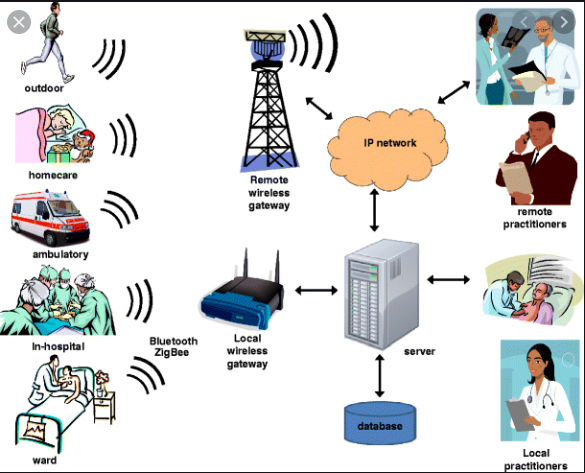 outdoor
homecare
ambulatory
In-hospital
ward
Bluetooth
ZigBee
Remote
wireless
gateway
Local
wireless
gateway
IP network
server
database
remote
practitioners
Local
practitioners